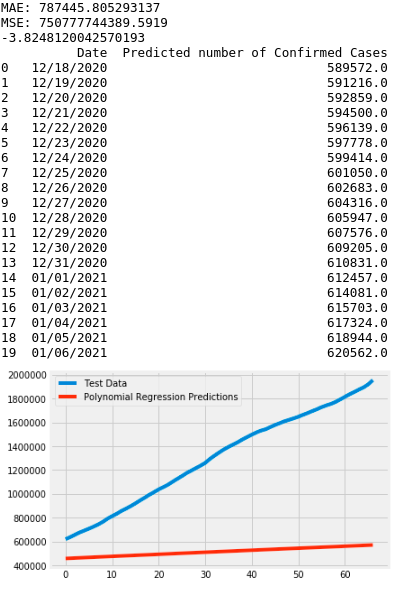 MAE: 787445.805293137
MSE: 750777744389.5919
-3.8248120042570193
Date  Predicted number of Confirmed Cases
0   12/18/2020   589572.0
1   12/19/2020   591216.0
2   12/20/2020   592859.0
3   12/21/2020   594500.0
4   12/22/2020   596139.0
5   12/23/2020   597778.0
6   12/24/2020   599414.0
7   12/25/2020   601050.0
8   12/26/2020   602683.0
9   12/27/2020   604316.0
10  12/28/2020   605947.0
11  12/29/2020   607576.0
12  12/30/2020   609205.0
13  12/31/2020   610831.0
14  01/01/2021   612457.0
15  01/02/2021   614081.0
16  01/03/2021   615703.0
17  01/04/2021   617324.0
18  01/05/2021   618944.0
19  01/06/2021   620562.0
2000000
Test Data
Polynomial Regression Predictions
1800000
1600000
1400000
1200000
1000000
800000
600000
400000
0 10 20 30 40 50 60